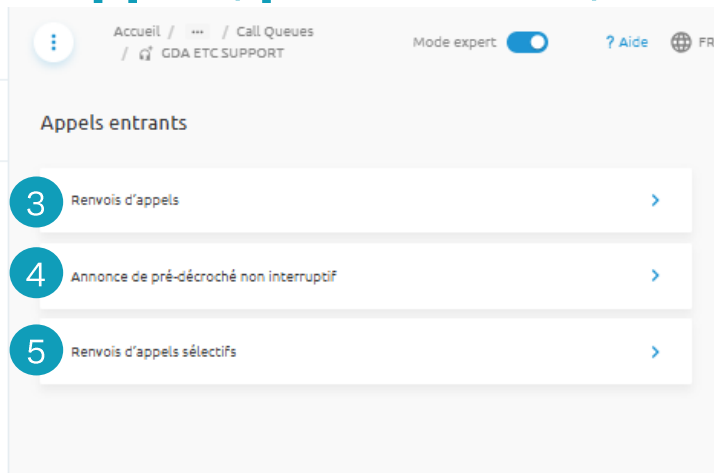 Accueil / ··· / Call Queues
/ GDA ETC SUPPORT
Mode expert
? Aide
FR
Appels entrants
3 Renvois d'appels
4 Annonce de pré-décroché non interruptif
5 Renvois d'appels sélectifs